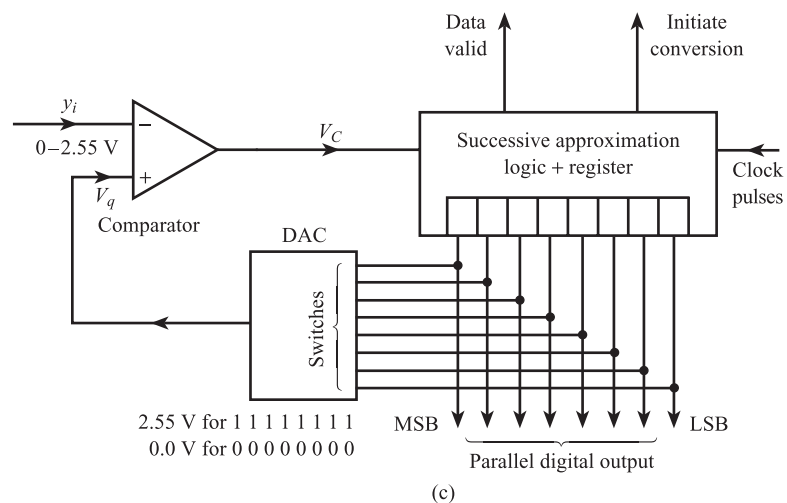 Data
valid
Initiate
conversion
y_i
−
0–2.55 V
V_C
Successive approximation
logic + register
+
V_q
Clock
pulses
Comparator
DAC
Switches
2.55 V for 1 1 1 1 1 1 1 1
0.0 V for 0 0 0 0 0 0 0 0
MSB
LSB
Parallel digital output
(c)